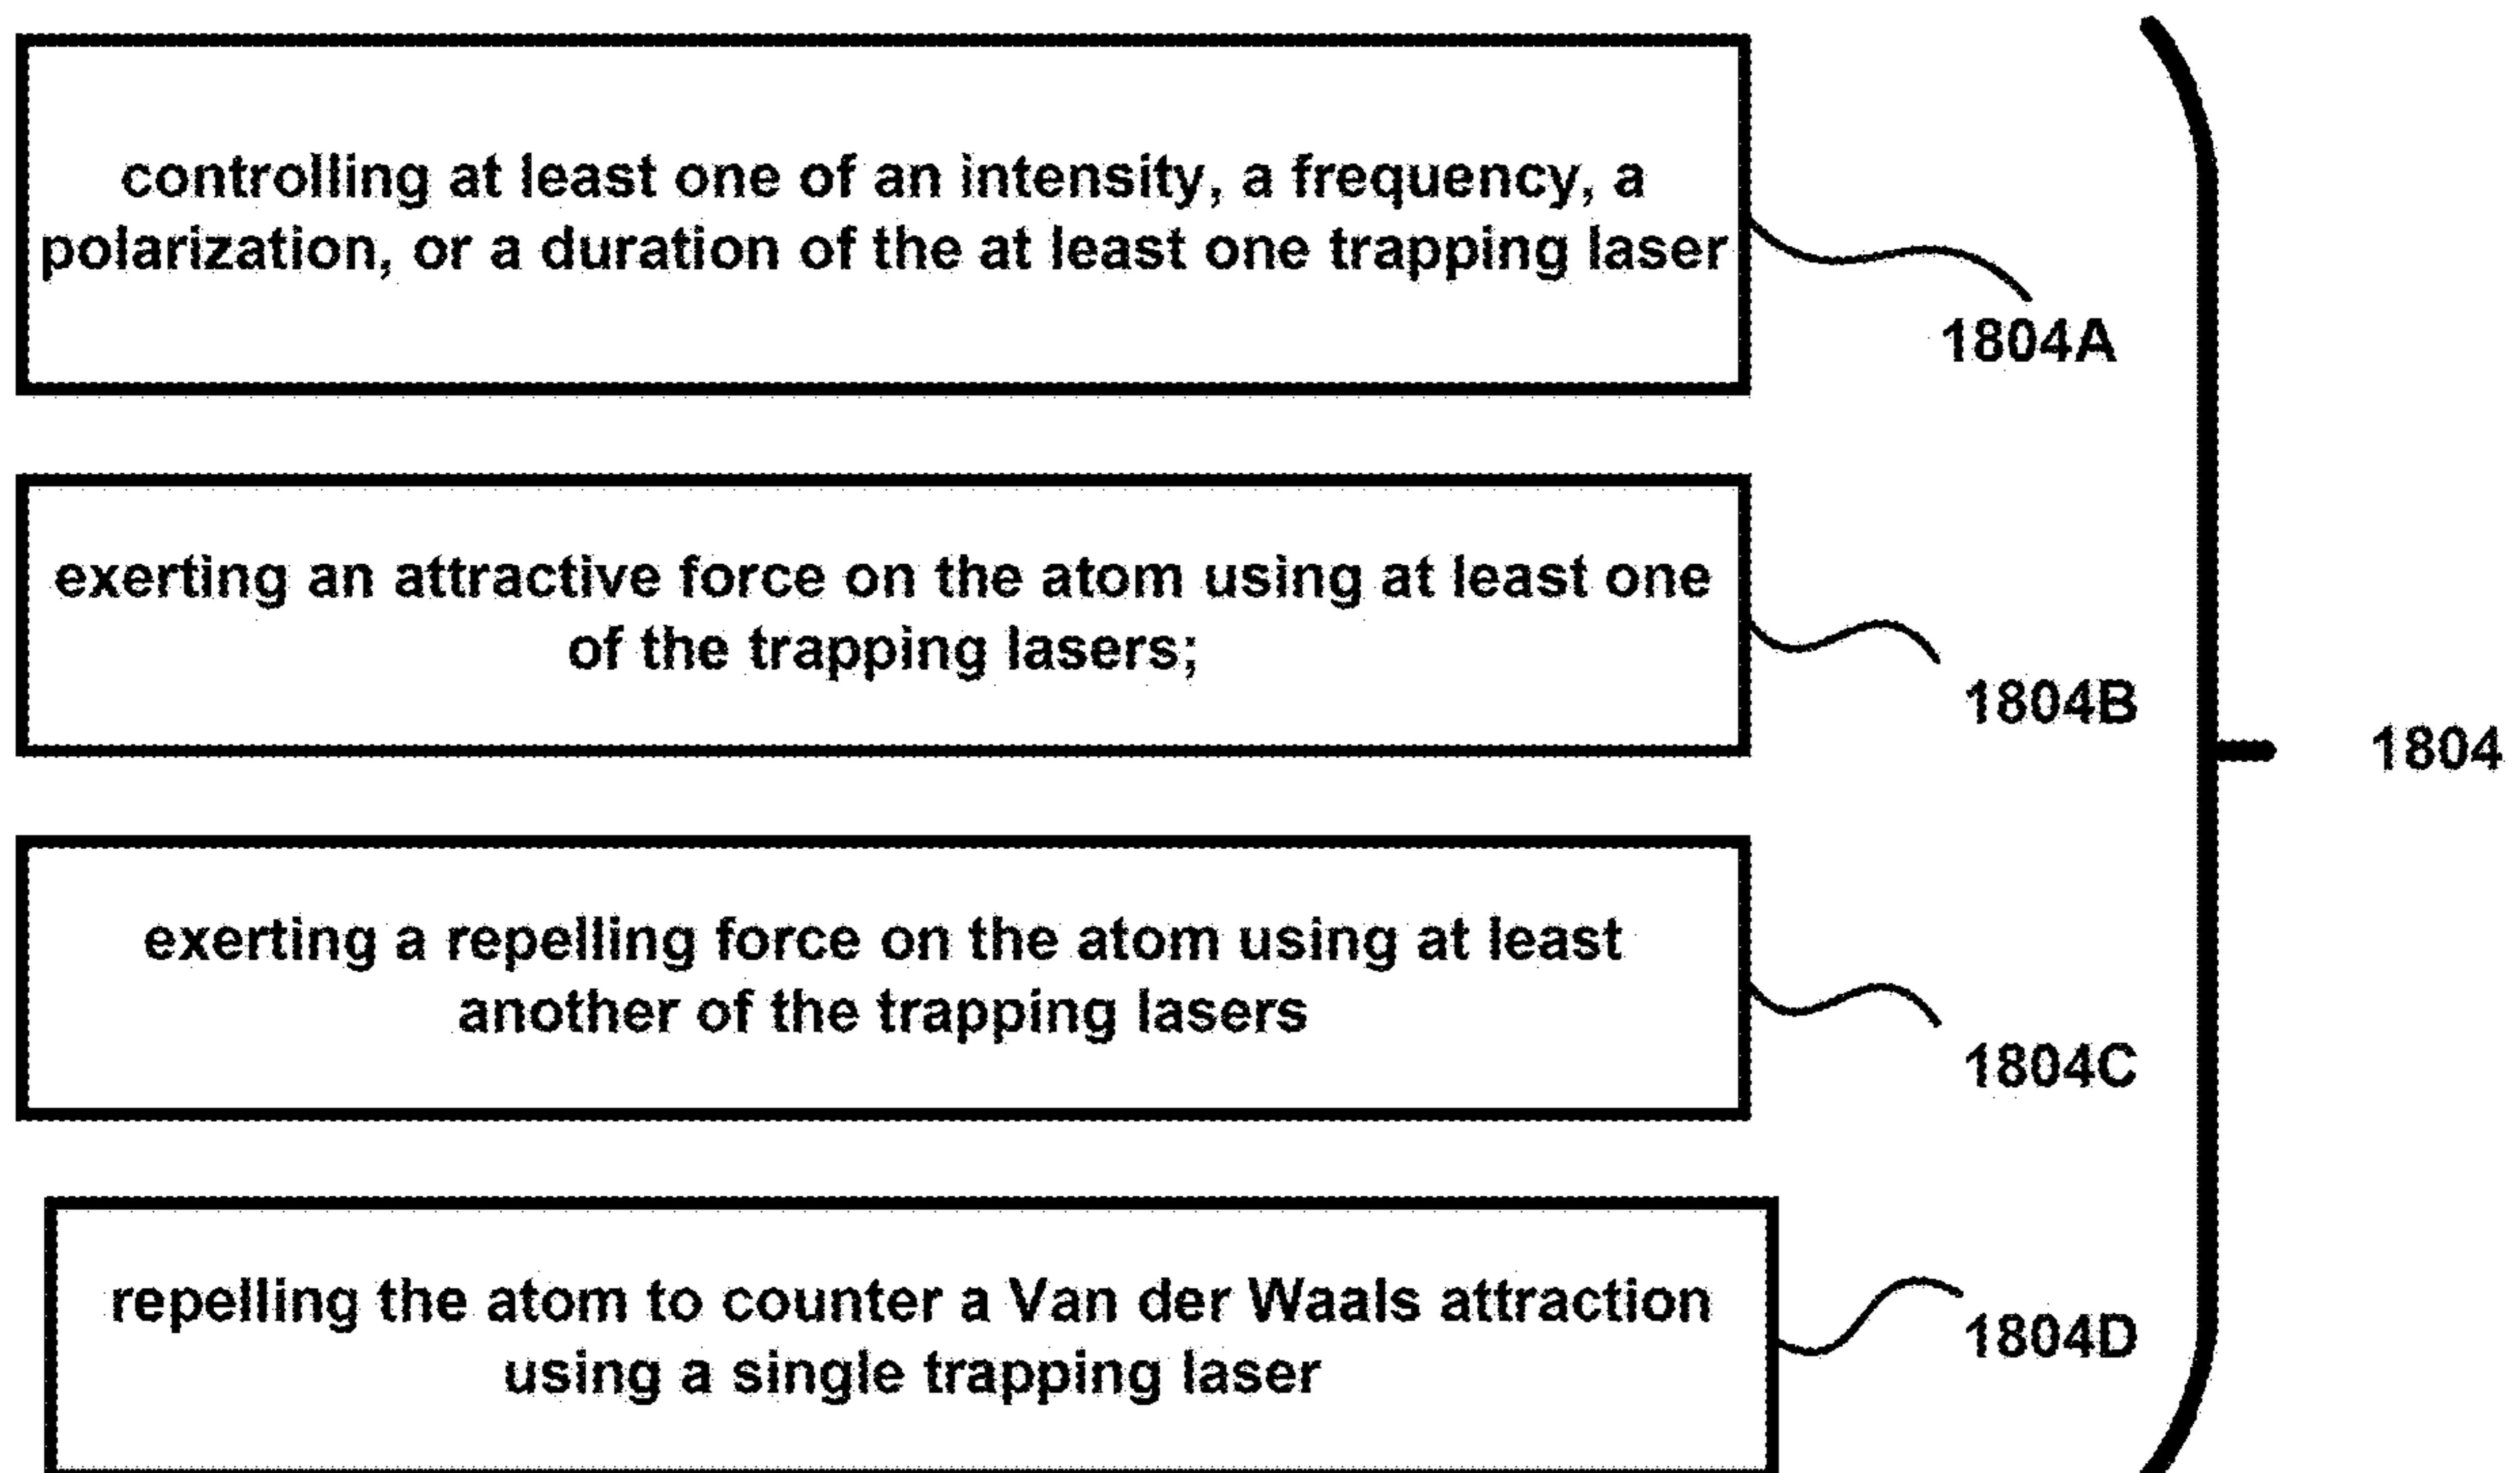 controlling at least one of an intensity, a frequency, a
polarization, or a duration of the at least one trapping laser
1804A
exerting an attractive force on the atom using at least one
of the trapping lasers;
1804B
1804
exerting a repelling force on the atom using at least
another of the trapping lasers
1804C
repelling the atom to counter a Van der Waals attraction
using a single trapping laser
1804D